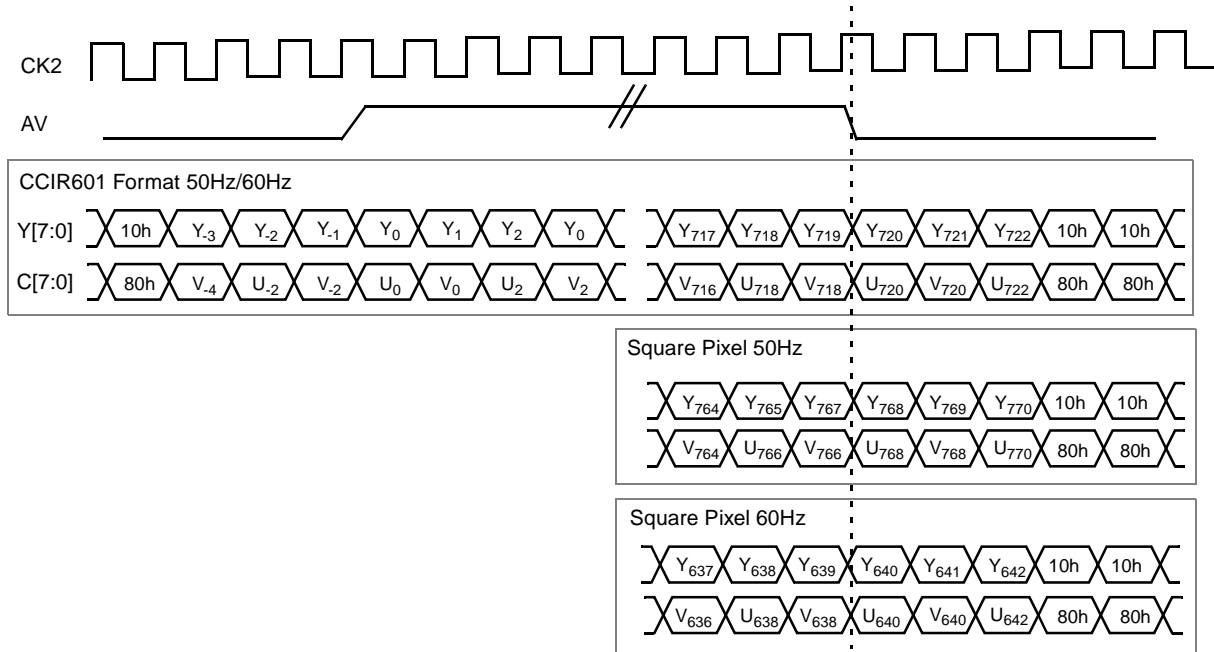 CK2
AV
CCIR601 Format 50Hz/60Hz
Y[7:0] 10h Y-3 Y-2 Y-1 Y0 Y1 Y2 Y0 Y717 Y718 Y719 Y720 Y721 Y722 10h 10h
C[7:0] 80h V-4 U-2 V-2 U0 V0 U2 V2 V716 U718 V718 U720 V720 U722 80h 80h
Square Pixel 50Hz
Y764 Y765 Y767 Y768 Y769 Y770 10h 10h
V764 U766 V766 U768 V768 U770 80h 80h
Square Pixel 60Hz
Y637 Y638 Y639 Y640 Y641 Y642 10h 10h
V636 U638 V638 U640 V640 U642 80h 80h